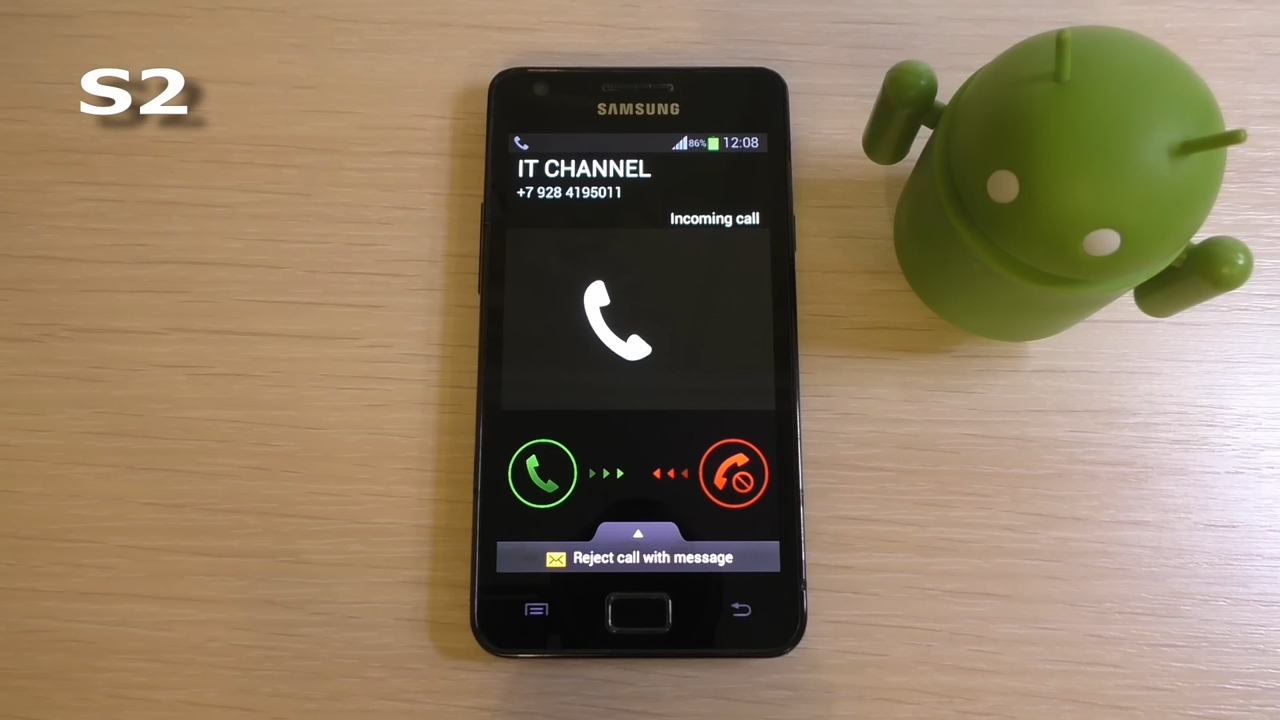 S2
SAMSUNG
86% 12:08
IT CHANNEL
+7 928 4195011
Incoming call
Reject call with message